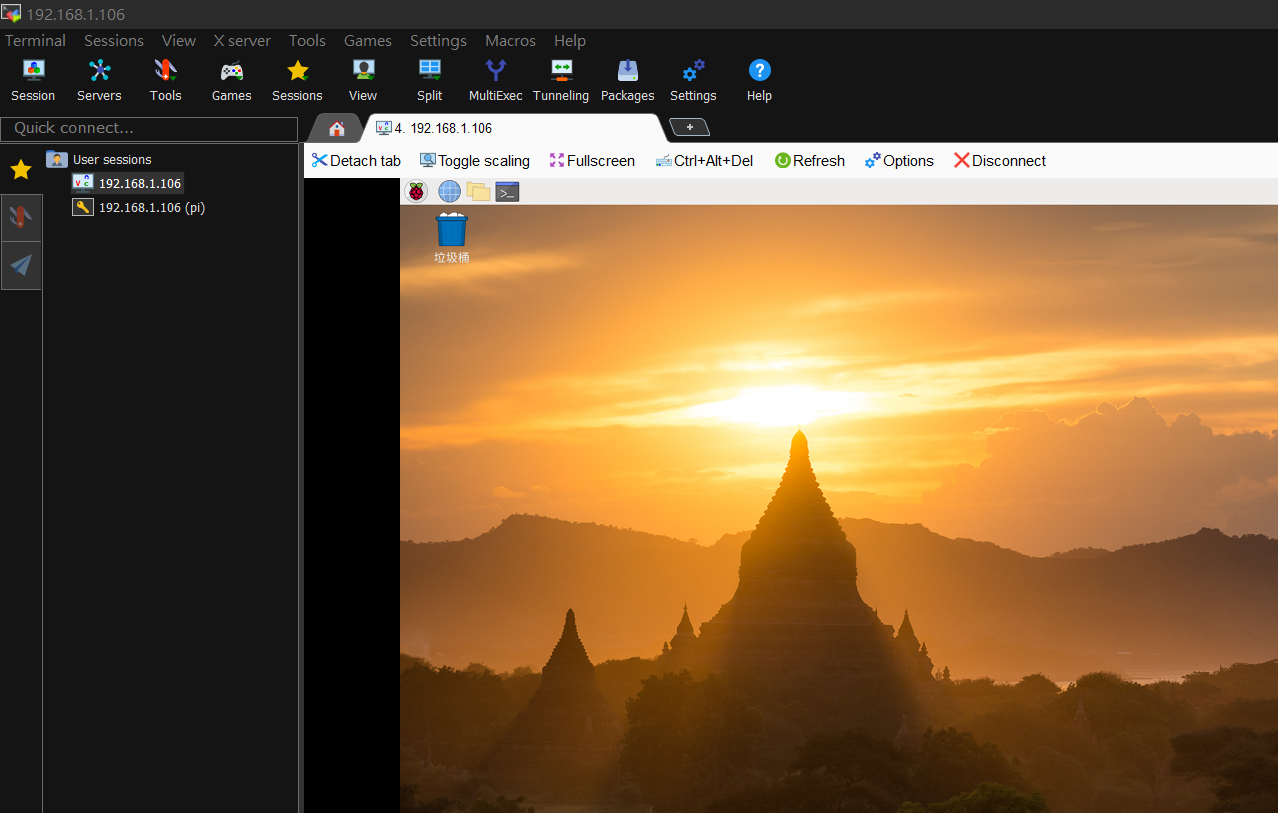 192.168.1.106
Terminal Sessions View X server Tools Games Settings Macros Help
Session Servers Tools Games Sessions View Split MultiExec Tunneling Packages Settings Help
Quick connect...
4. 192.168.1.106
Detach tab Toggle scaling Fullscreen Ctrl+Alt+Del Refresh Options Disconnect
User sessions
192.168.1.106
192.168.1.106 (pi)
垃圾桶